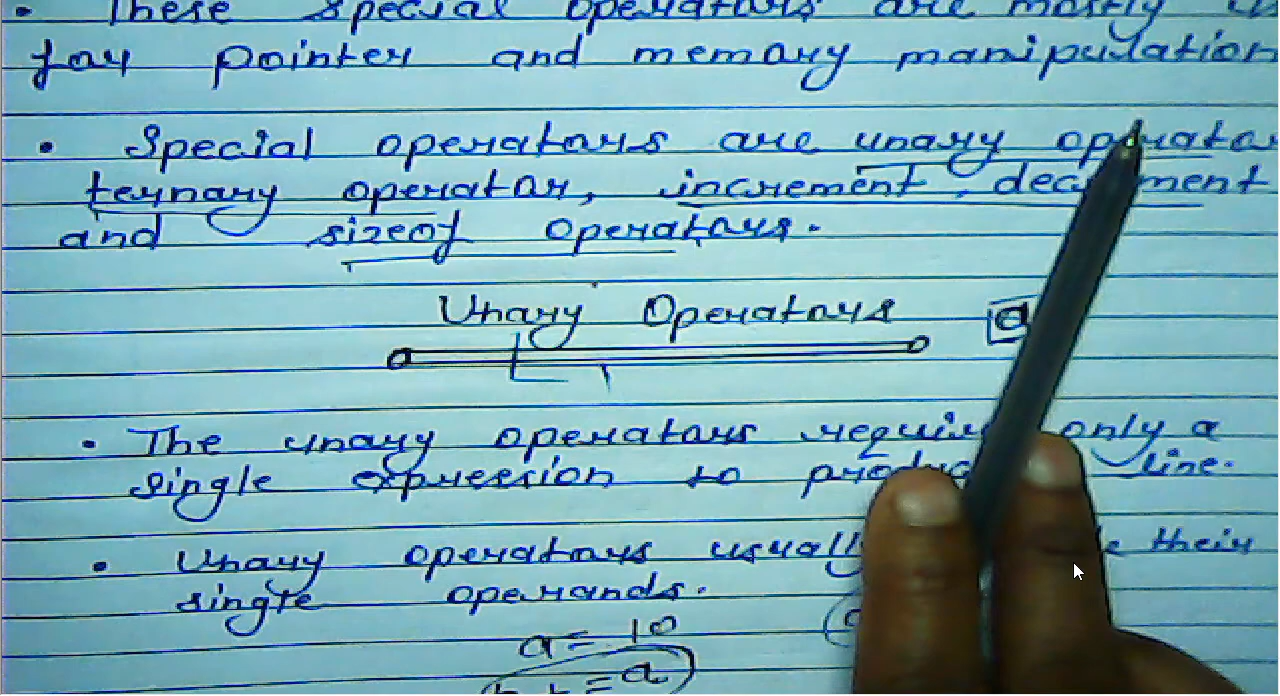 • These special operators are mostly
for pointer and memory manipulation
• Special operators are unary operator
ternary operator, increment, decrement
and sizeof operators.
Unary Operators
• The unary operators require only a
single expression to line.
• Unary operators usually their
single operands.
a = 10